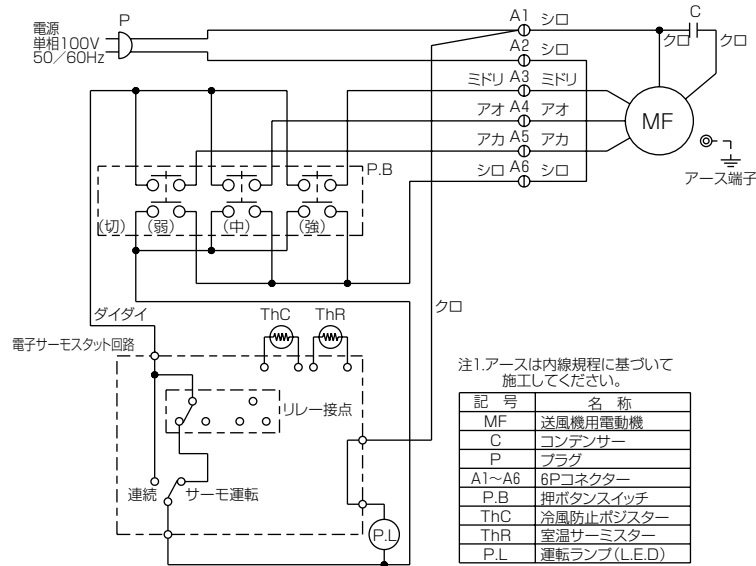 電源
単相100V
50/60Hz
P
A1 シロ
A2 シロ
ミドリ A3 ミドリ
アオ A4 アオ
アカ A5 アカ
シロ A6 シロ
C
クロ
クロ
MF
アース端子
P.B
(切) (弱) (中) (強)
ダイダイ
クロ
ThC ThR
電子サーモスタット回路
リレー接点
連続 サーモ運転
P.L
注1.アースは内線規程に基づいて
施工してください。
記 号 名 称
MF 送風機用電動機
C コンデンサー
P プラグ
A1~A6 6Pコネクター
P.B 押ボタンスイッチ
ThC 冷風防止ポジスター
ThR 室温サーミスター
P.L 運転ランプ(L.E.D)